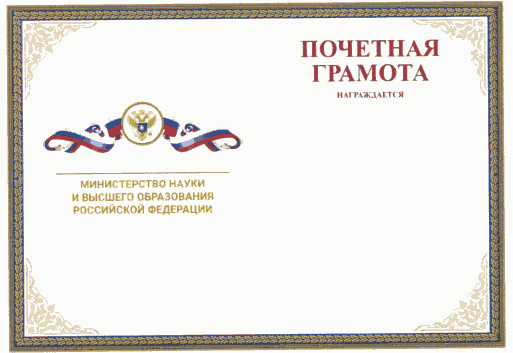 ПОЧЕТНАЯ
ГРАМОТА
НАГРАЖДАЕТСЯ
МИНИСТЕРСТВО НАУКИ
И ВЫСШЕГО ОБРАЗОВАНИЯ
РОССИЙСКОЙ ФЕДЕРАЦИИ